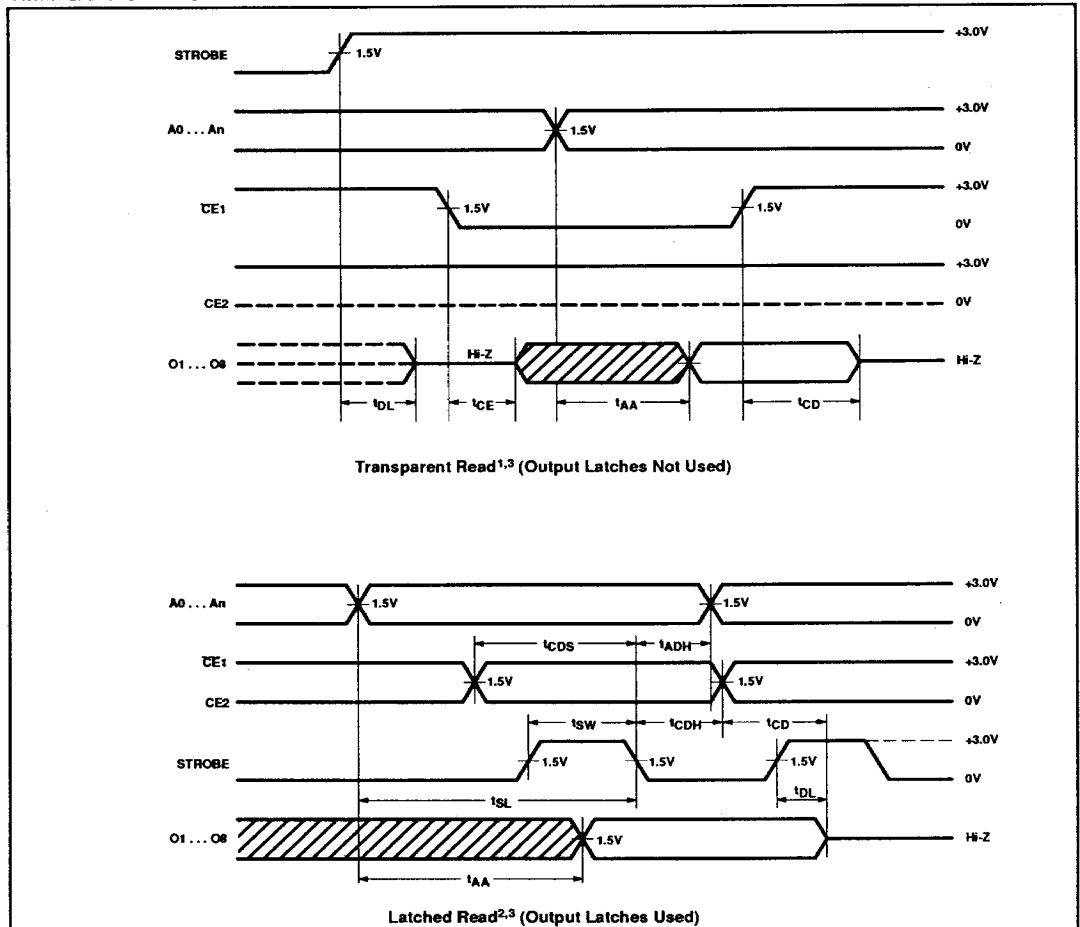 STROBE 1.5V +3.0V
A0 . . . An 1.5V +3.0V
0V
CE1 1.5V 1.5V +3.0V
0V
+3.0V
CE2 0V
O1 . . . O8 Hi-Z Hi-Z
tDL tCE tAA tCD
Transparent Read1,3 (Output Latches Not Used)
A0 . . . An 1.5V 1.5V +3.0V
0V
tCDS tADH
CE1 1.5V 1.5V +3.0V
CE2 0V
tSW tCDH tCD
STROBE 1.5V 1.5V 1.5V +3.0V
0V
tSL tDL
O1 . . . O8 1.5V Hi-Z
tAA
Latched Read2,3 (Output Latches Used)